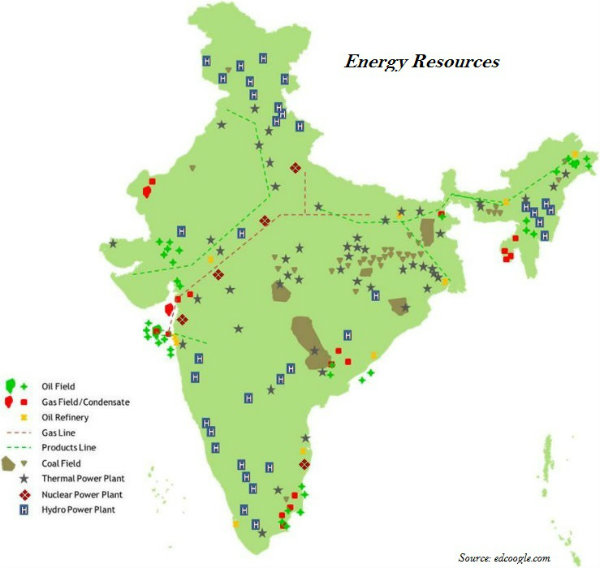 Energy Resources
Oil Field
Gas Field/Condensate
Oil Refinery
Gas Line
Products Line
Coal Field
Thermal Power Plant
Nuclear Power Plant
Hydro Power Plant
Source: edcoogle.com